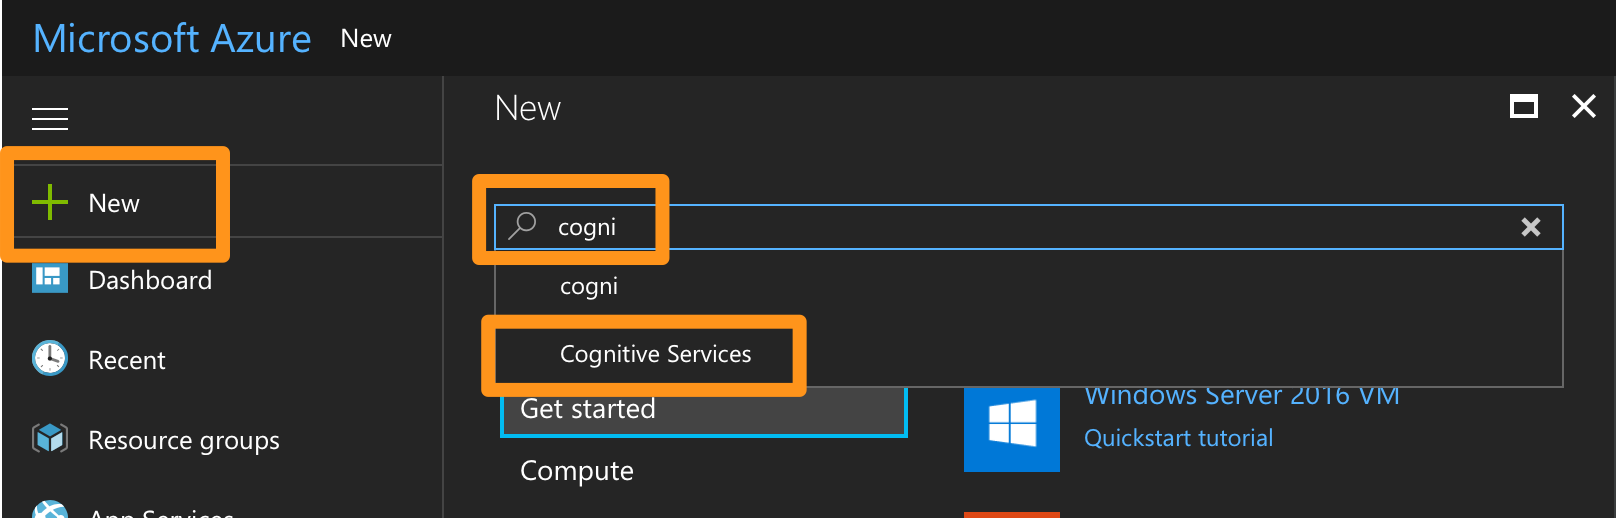 Microsoft Azure New
New
New
cogni
Dashboard
cogni
Recent
Cognitive Services
Get started
Windows Server 2016 VM
Quickstart tutorial
Resource groups
Compute
App Services